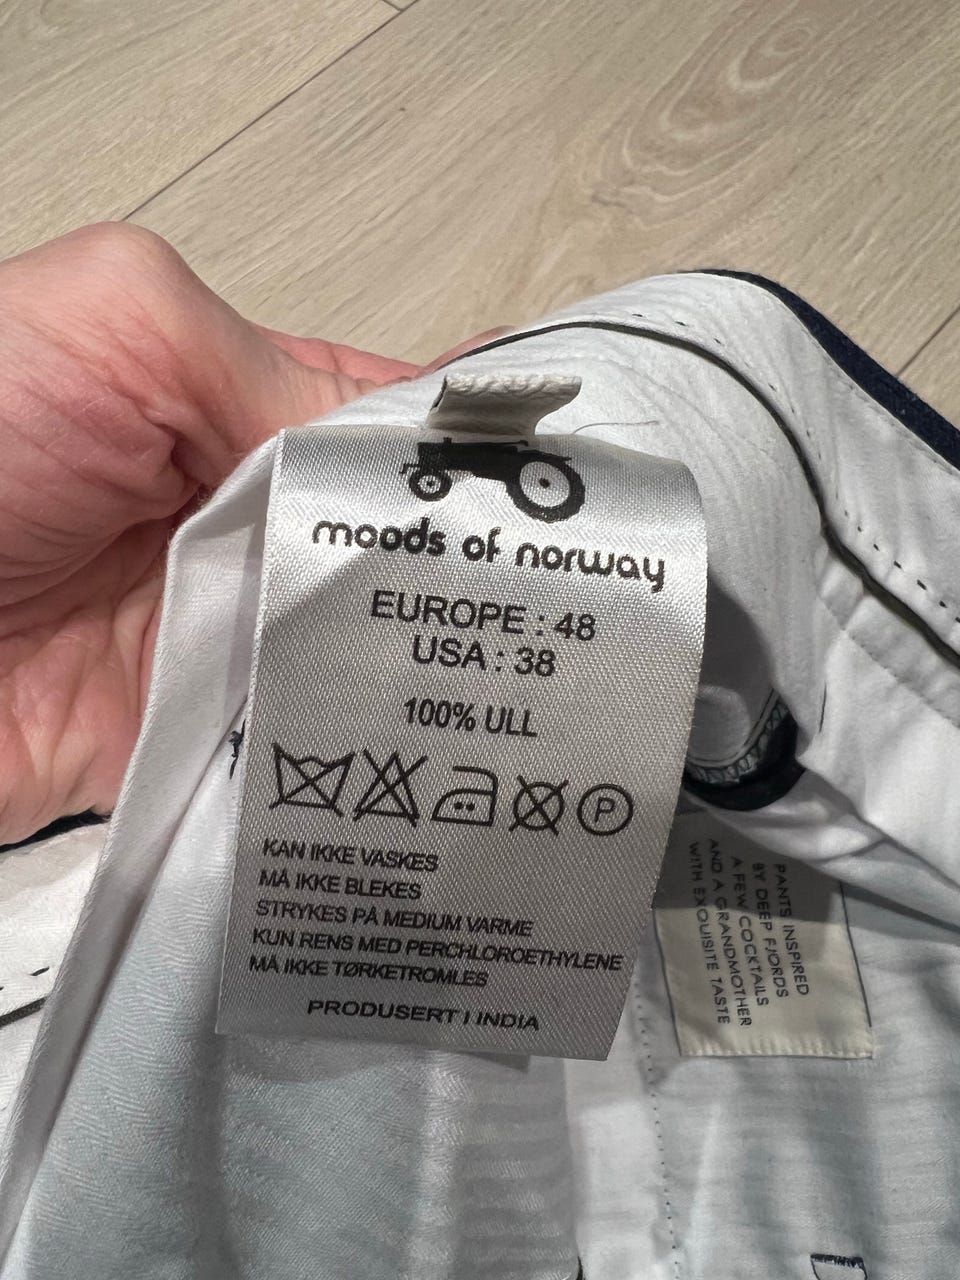 moods of norway
EUROPE : 48
USA : 38
100% ULL
P
KAN IKKE VASKES
MÅ IKKE BLEKES
STRYKES PÅ MEDIUM VARME
KUN RENS MED PERCHLOROETHYLENE
MÅ IKKE TØRKETROMLES
PRODUSERT I INDIA
PANTS INSPIRED
BY DEEP FJORDS
A FEW COCKTAILS
AND A GRANDMOTHER
WITH EXQUISITE TASTE